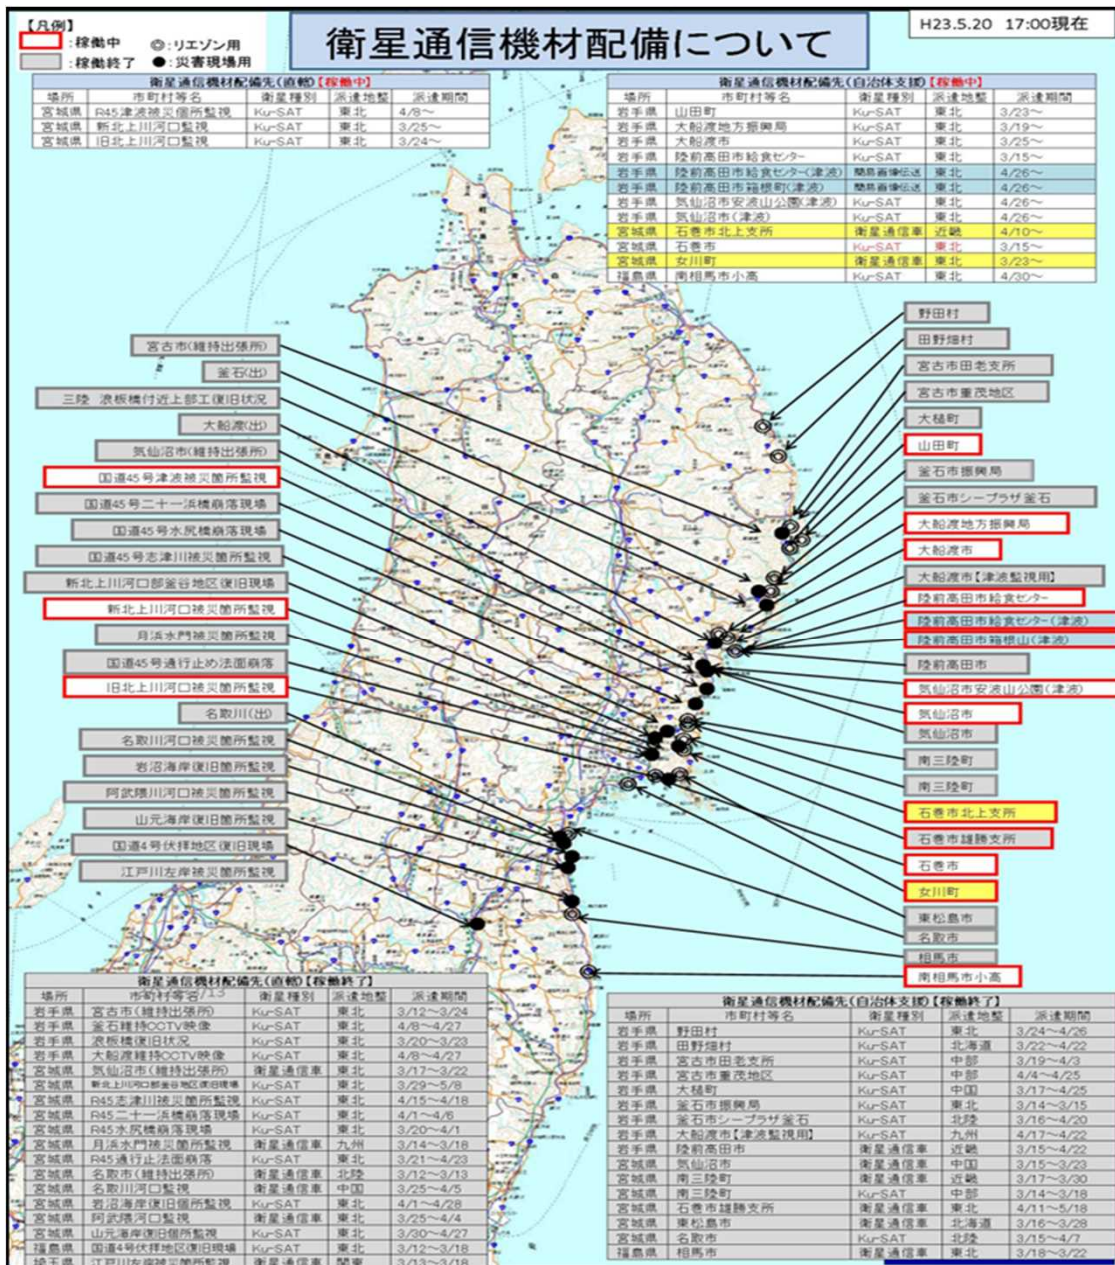 【凡例】
:稼働中 ◎:リエゾン用
:稼働終了 ●:災害現場用
衛星通信機材配備について
H23.5.20 17:00現在
衛星通信機材配備先(直轄)【稼働中】
場所 市町村等名 衛星種別 派遣地整 派遣期間
宮城県 R45津波被災個所監視 Ku-SAT 東北 4/8～
宮城県 新北上川河口監視 Ku-SAT 東北 3/25～
宮城県 旧北上川河口監視 Ku-SAT 東北 3/24～
衛星通信機材配備先(自治体支援)【稼働中】
場所 市町村等名 衛星種別 派遣地整 派遣期間
岩手県 山田町 Ku-SAT 東北 3/23～
岩手県 大船渡地方振興局 Ku-SAT 東北 3/19～
岩手県 大船渡市 Ku-SAT 東北 3/25～
岩手県 陸前高田市給食センター Ku-SAT 東北 3/15～
岩手県 陸前高田市給食センター(津波) 簡易画像伝送 東北 4/26～
岩手県 陸前高田市箱根町(津波) 簡易画像伝送 東北 4/26～
岩手県 気仙沼市安波山公園(津波) Ku-SAT 東北 4/26～
岩手県 気仙沼市(津波) Ku-SAT 東北 4/26～
宮城県 石巻市北上支所 衛星通信車 近畿 4/10～
宮城県 石巻市 Ku-SAT 東北 3/15～
宮城県 女川町 衛星通信車 東北 3/23～
福島県 南相馬市小高 Ku-SAT 東北 4/30～
宮古市(維持出張所)
釜石(出)
三陸 浪板橋付近上部工復旧状況
大船渡(出)
気仙沼市(維持出張所)
国道45号津波被災箇所監視
国道45号二十一浜橋崩落現場
国道45号水尻橋崩落現場
国道45号志津川被災箇所監視
新北上川河口部釜谷地区復旧現場
新北上川河口被災箇所監視
月浜水門被災箇所監視
国道45号通行止め法面崩落
旧北上川河口被災箇所監視
名取川(出)
名取川河口被災箇所監視
岩沼海岸復旧箇所監視
阿武隈川河口被災箇所監視
山元海岸復旧箇所監視
国道4号伏拝地区復旧現場
江戸川左岸被災箇所監視
野田村
田野畑村
宮古市田老支所
宮古市重茂地区
大槌町
山田町
釜石市振興局
釜石市シープラザ釜石
大船渡地方振興局
大船渡市
大船渡市【津波監視用】
陸前高田市給食センター
陸前高田市給食センター(津波)
陸前高田市箱根山(津波)
陸前高田市
気仙沼市安波山公園(津波)
気仙沼市
気仙沼市
南三陸町
南三陸町
石巻市北上支所
石巻市雄勝支所
石巻市
女川町
東松島市
名取市
相馬市
南相馬市小高
衛星通信機材配備先(直轄)【稼働終了】
場所 市町村等名 衛星種別 派遣地整 派遣期間
岩手県 宮古市(維持出張所) Ku-SAT 東北 3/12～3/24
岩手県 釜石維持CCTV映像 Ku-SAT 東北 4/8～4/27
岩手県 浪板橋復旧状況 Ku-SAT 東北 3/20～3/23
岩手県 大船渡維持CCTV映像 Ku-SAT 東北 4/8～4/27
宮城県 気仙沼市(維持出張所) 衛星通信車 東北 3/17～3/22
宮城県 新北上川河口部釜谷地区復旧現場 Ku-SAT 東北 3/29～5/8
宮城県 R45志津川被災箇所監視 Ku-SAT 東北 4/15～4/18
宮城県 R45二十一浜橋崩落現場 Ku-SAT 東北 4/1～4/6
宮城県 R45水尻橋崩落現場 Ku-SAT 東北 3/20～4/1
宮城県 月浜水門被災箇所監視 衛星通信車 九州 3/14～3/18
宮城県 R45通行止法面崩落 Ku-SAT 東北 3/21～4/23
宮城県 名取市(維持出張所) 衛星通信車 北陸 3/12～3/13
宮城県 名取川河口監視 衛星通信車 中国 3/25～4/5
宮城県 岩沼海岸復旧個所監視 Ku-SAT 東北 4/1～4/28
宮城県 阿武隈河口監視 衛星通信車 東北 3/25～4/4
宮城県 山元海岸復旧個所監視 Ku-SAT 東北 3/30～4/27
福島県 国道4号伏拝地区復旧現場 Ku-SAT 東北 3/12～3/18
埼玉県 江戸川左岸被災箇所監視 衛星通信車 関東 3/13～3/18
衛星通信機材配備先(自治体支援)【稼働終了】
場所 市町村等名 衛星種別 派遣地整 派遣期間
岩手県 野田村 Ku-SAT 東北 3/24～4/26
岩手県 田野畑村 Ku-SAT 北海道 3/22～4/22
岩手県 宮古市田老支所 Ku-SAT 中部 3/19～4/3
岩手県 宮古市重茂地区 Ku-SAT 中部 4/4～4/25
岩手県 大槌町 Ku-SAT 中国 3/17～4/25
岩手県 釜石市振興局 Ku-SAT 東北 3/14～3/15
岩手県 釜石市シープラザ釜石 Ku-SAT 北陸 3/16～4/20
岩手県 大船渡市【津波監視用】 Ku-SAT 九州 4/17～4/22
岩手県 陸前高田市 衛星通信車 近畿 3/15～4/22
宮城県 気仙沼市 衛星通信車 中国 3/15～3/23
宮城県 南三陸町 衛星通信車 近畿 3/17～3/30
宮城県 南三陸町 Ku-SAT 中部 3/14～3/18
宮城県 石巻市雄勝支所 衛星通信車 東北 4/11～5/18
宮城県 東松島市 衛星通信車 北海道 3/16～3/28
宮城県 名取市 Ku-SAT 北陸 3/15～4/7
福島県 相馬市 衛星通信車 東北 3/18～3/22